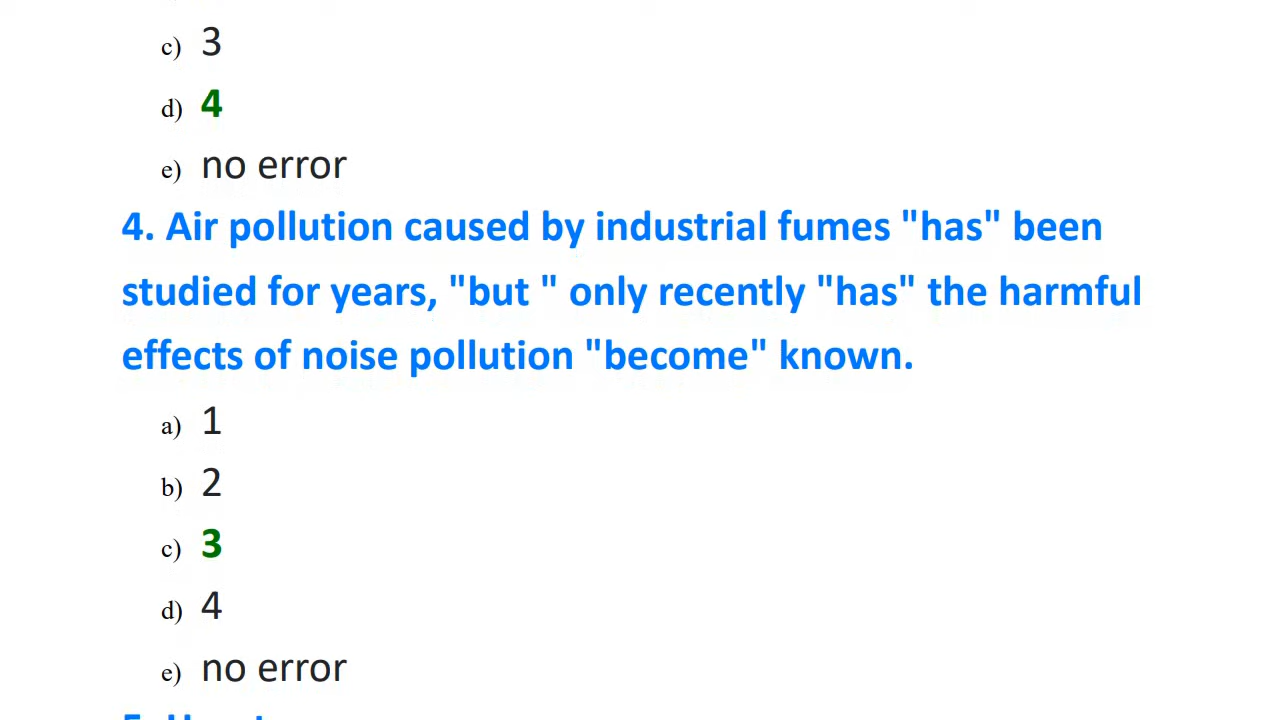 c) 3
d) 4
e) no error
4. Air pollution caused by industrial fumes "has" been
studied for years, "but " only recently "has" the harmful
effects of noise pollution "become" known.
a) 1
b) 2
c) 3
d) 4
e) no error